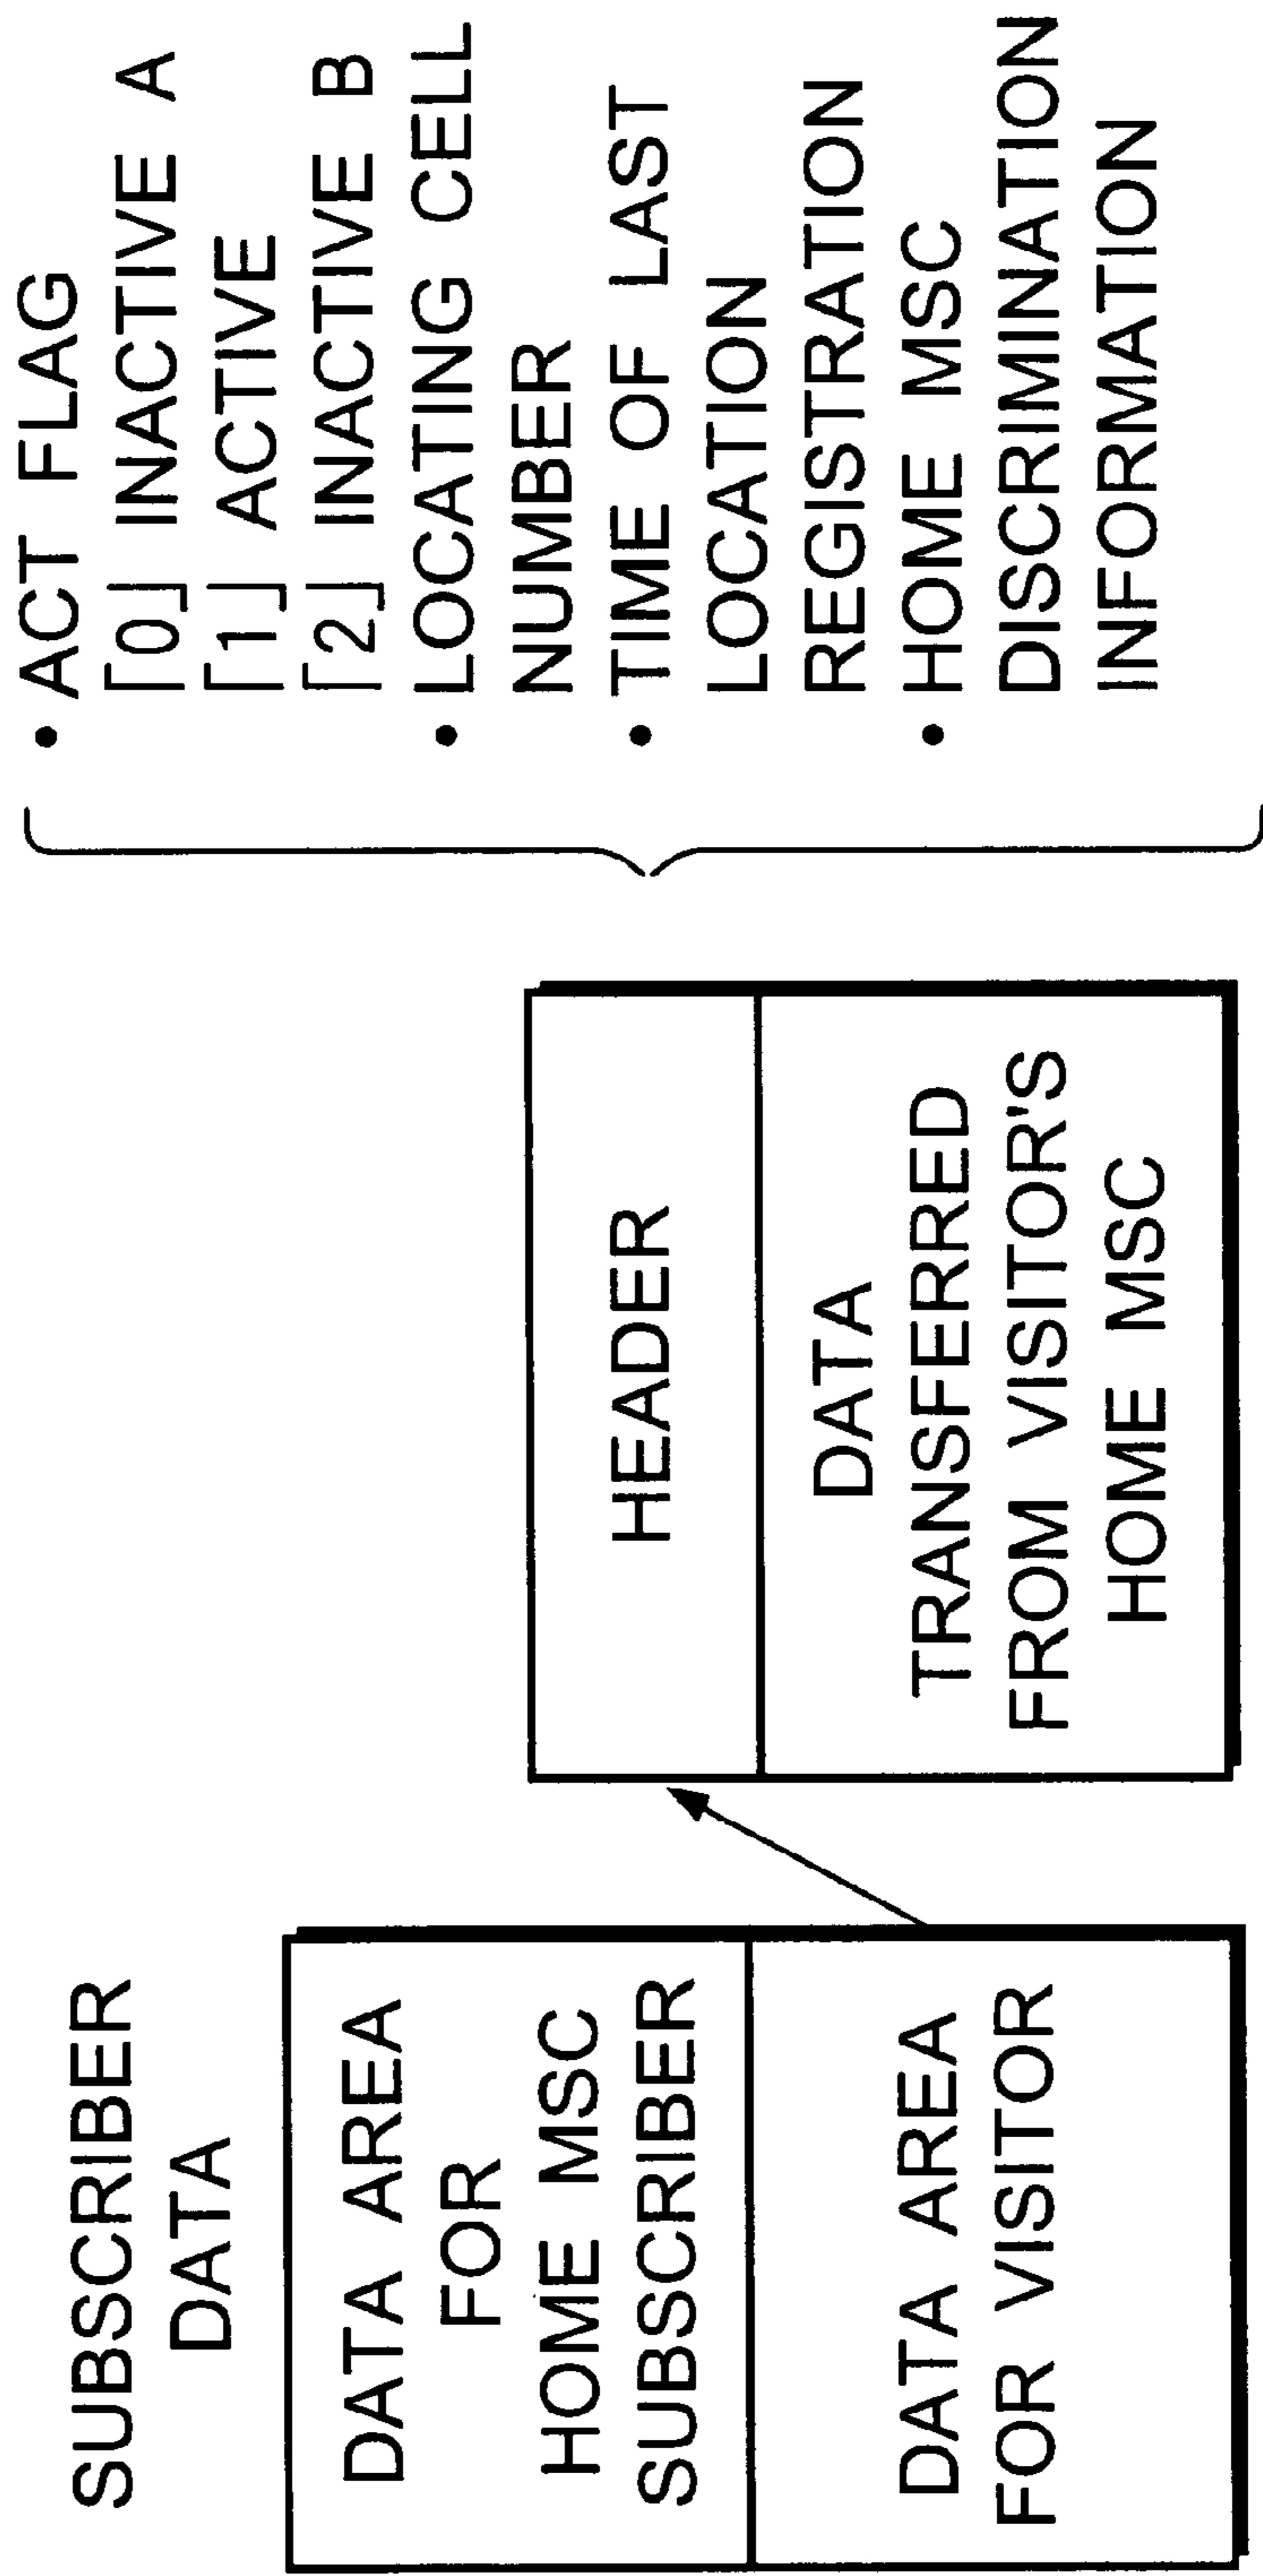 SUBSCRIBER
DATA
DATA AREA
FOR
HOME MSC
SUBSCRIBER
DATA AREA
FOR VISITOR
HEADER
DATA
TRANSFERRED
FROM VISITOR'S
HOME MSC
• ACT FLAG
「0」 INACTIVE A
「1」 ACTIVE
「2」 INACTIVE B
• LOCATING CELL
NUMBER
• TIME OF LAST
LOCATION
REGISTRATION
• HOME MSC
DISCRIMINATION
INFORMATION